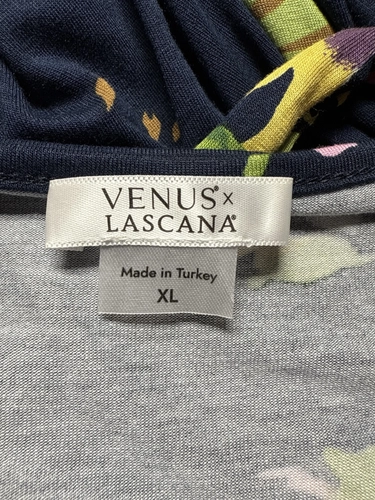 VENUS® x
LASCANA®
Made in Turkey
XL